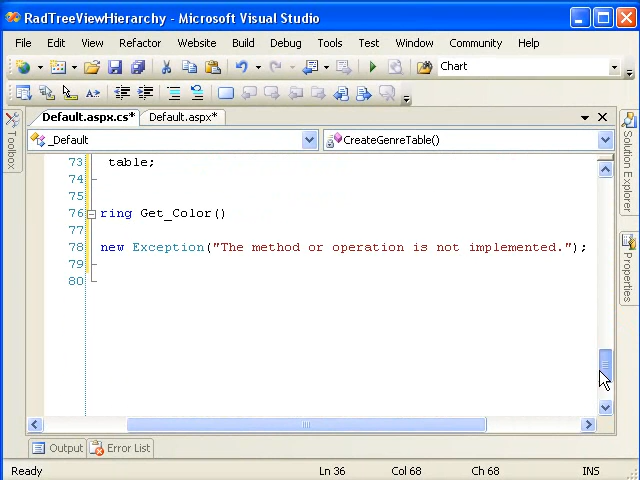 RadTreeViewHierarchy - Microsoft Visual Studio
File Edit View Refactor Website Build Debug Tools Test Window Community Help
Chart
Default.aspx.cs* Default.aspx*
_Default CreateGenreTable()
Toolbox
Solution Explorer
Properties
73 table;
74
75
76 ring Get_Color()
77
78 new Exception("The method or operation is not implemented.");
79
80
Output Error List
Ready Ln 36 Col 68 Ch 68 INS